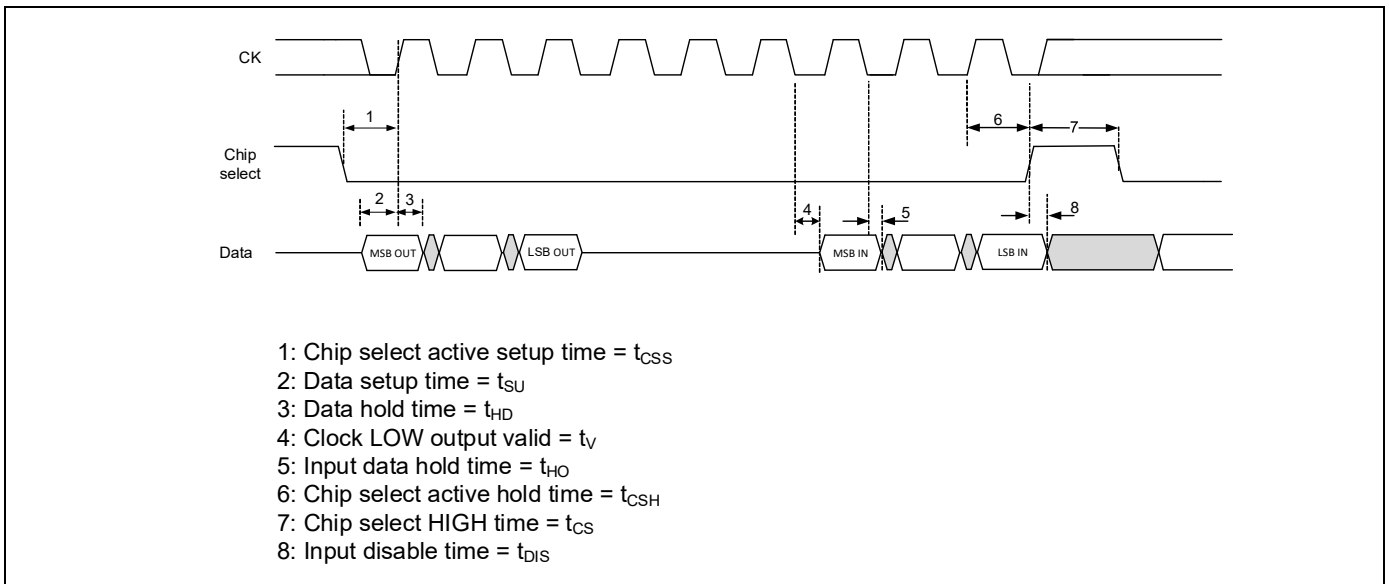 CK
1
6
7
Chip
select
2
3
4
5
8
Data
MSB OUT
LSB OUT
MSB IN
LSB IN
1: Chip select active setup time = tCSS
2: Data setup time = tSU
3: Data hold time = tHD
4: Clock LOW output valid = tV
5: Input data hold time = tHO
6: Chip select active hold time = tCSH
7: Chip select HIGH time = tCS
8: Input disable time = tDIS